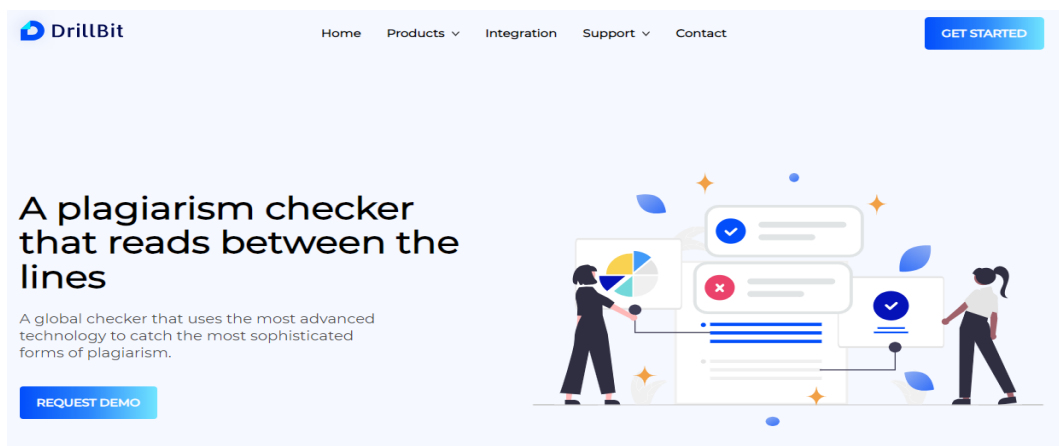 DrillBit
Home Products Integration Support Contact
GET STARTED
A plagiarism checker
that reads between the
lines
A global checker that uses the most advanced
technology to catch the most sophisticated
forms of plagiarism.
REQUEST DEMO